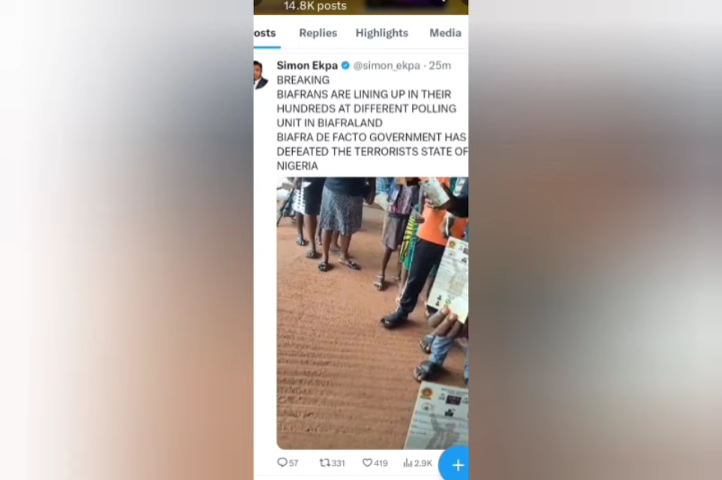 14.8K posts
osts Replies Highlights Media
Simon Ekpa @simon_ekpa · 25m
BREAKING
BIAFRANS ARE LINING UP IN THEIR
HUNDREDS AT DIFFERENT POLLING
UNIT IN BIAFRALAND
BIAFRA DE FACTO GOVERNMENT HAS
DEFEATED THE TERRORISTS STATE OF
NIGERIA
57 331 419 2.9K